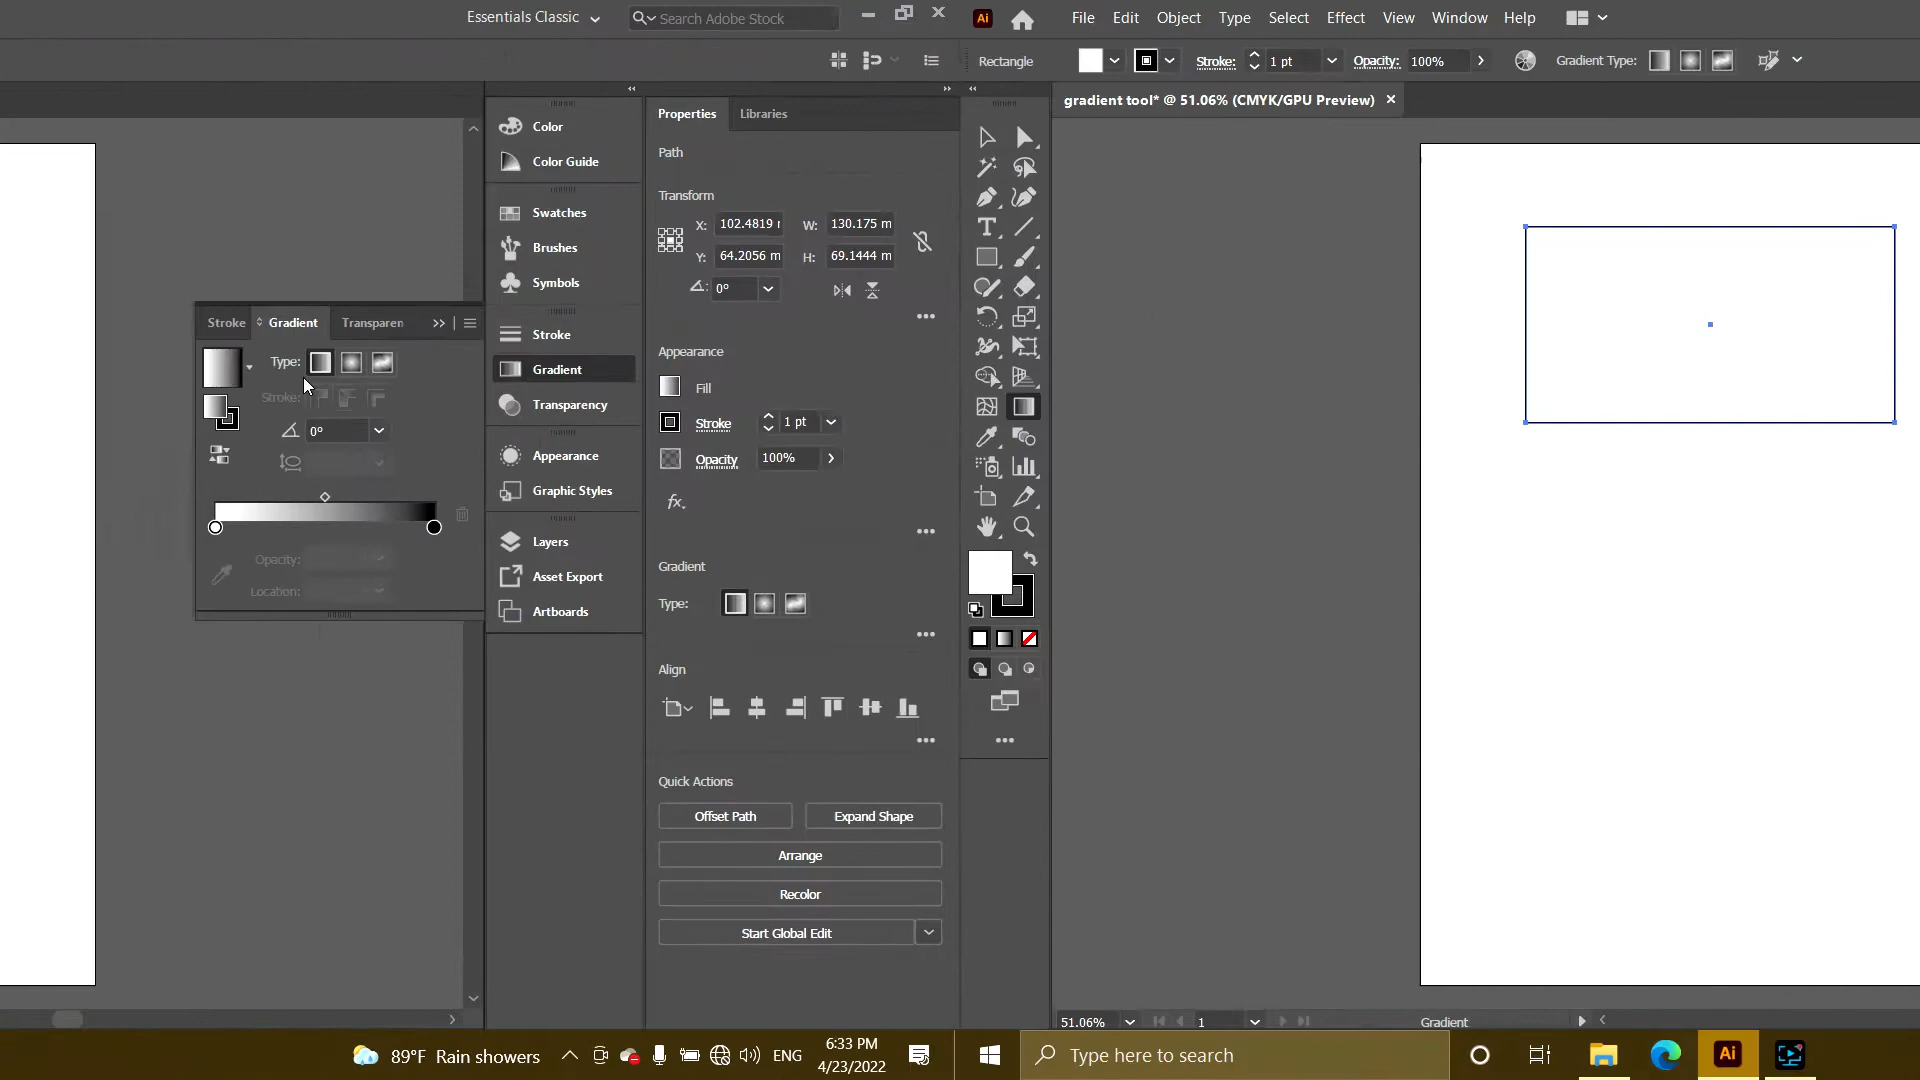 Essentials Classic
Search Adobe Stock
Ai
File Edit Object Type Select Effect View Window Help
Rectangle
Stroke: 1 pt
Opacity: 100%
Gradient Type:
gradient tool* @ 51.06% (CMYK/GPU Preview) ×
Stroke
Gradient
Transparen
Type:
Stroke:
0°
Opacity:
Location:
Color
Color Guide
Swatches
Brushes
Symbols
Stroke
Gradient
Transparency
Appearance
Graphic Styles
Layers
Asset Export
Artboards
Properties
Libraries
Path
Transform
X: 102.4819 W: 130.175 m
Y: 64.2056 m H: 69.1444 m
0°
Appearance
Fill
Stroke 1 pt
Opacity 100%
fx.
Gradient
Type:
Align
Quick Actions
Offset Path
Expand Shape
Arrange
Recolor
Start Global Edit
T
51.06%
1
Gradient
89°F Rain showers
ENG
6:33 PM
4/23/2022
Type here to search
Ai